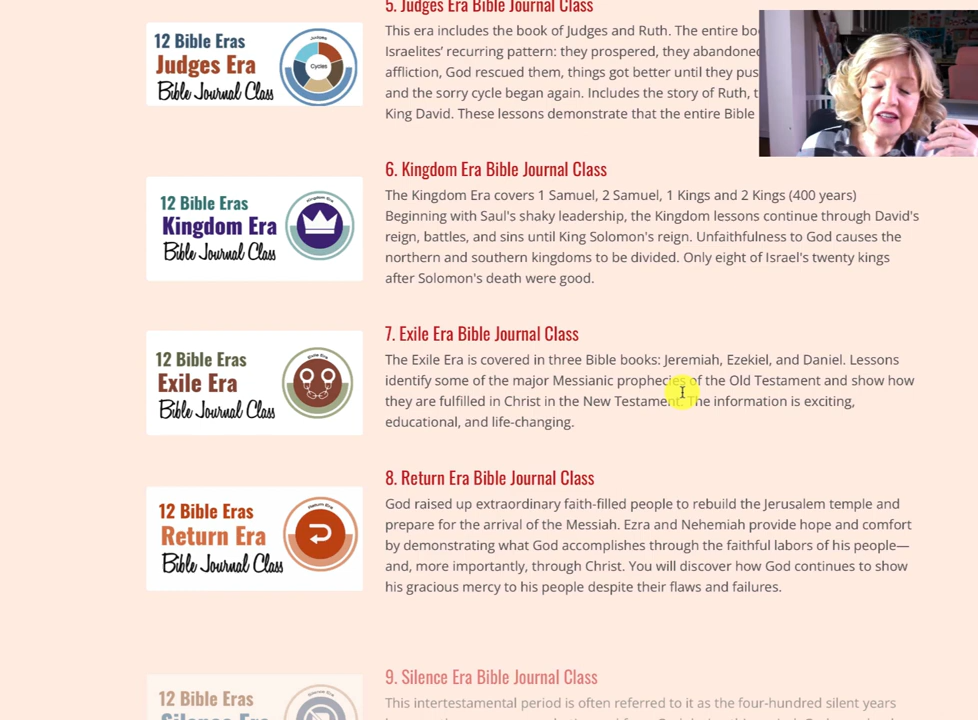 5. Judges Era Bible Journal Class
12 Bible Eras
Judges Era
Bible Journal Class
Judges
Cycles
This era includes the book of Judges and Ruth. The entire
Israelites' recurring pattern: they prospered, they abandoned
affliction, God rescued them, things got better until they
and the sorry cycle began again. Includes the story of Ruth,
King David. These lessons demonstrate that the entire Bible
6. Kingdom Era Bible Journal Class
12 Bible Eras
Kingdom Era
Bible Journal Class
Kingdom Era
The Kingdom Era covers 1 Samuel, 2 Samuel, 1 Kings and 2 Kings (400 years)
Beginning with Saul's shaky leadership, the Kingdom lessons continue through David's
reign, battles, and sins until King Solomon's reign. Unfaithfulness to God causes the
northern and southern kingdoms to be divided. Only eight of Israel's twenty kings
after Solomon's death were good.
7. Exile Era Bible Journal Class
12 Bible Eras
Exile Era
Bible Journal Class
Exile Era
The Exile Era is covered in three Bible books: Jeremiah, Ezekiel, and Daniel. Lessons
identify some of the major Messianic prophecies of the Old Testament and show how
they are fulfilled in Christ in the New Testament. The information is exciting,
educational, and life-changing.
8. Return Era Bible Journal Class
12 Bible Eras
Return Era
Bible Journal Class
Return Era
God raised up extraordinary faith-filled people to rebuild the Jerusalem temple and
prepare for the arrival of the Messiah. Ezra and Nehemiah provide hope and comfort
by demonstrating what God accomplishes through the faithful labors of his people—
and, more importantly, through Christ. You will discover how God continues to show
his gracious mercy to his people despite their flaws and failures.
9. Silence Era Bible Journal Class
12 Bible Eras
Silence Era
This intertestamental period is often referred to it as the four-hundred silent years